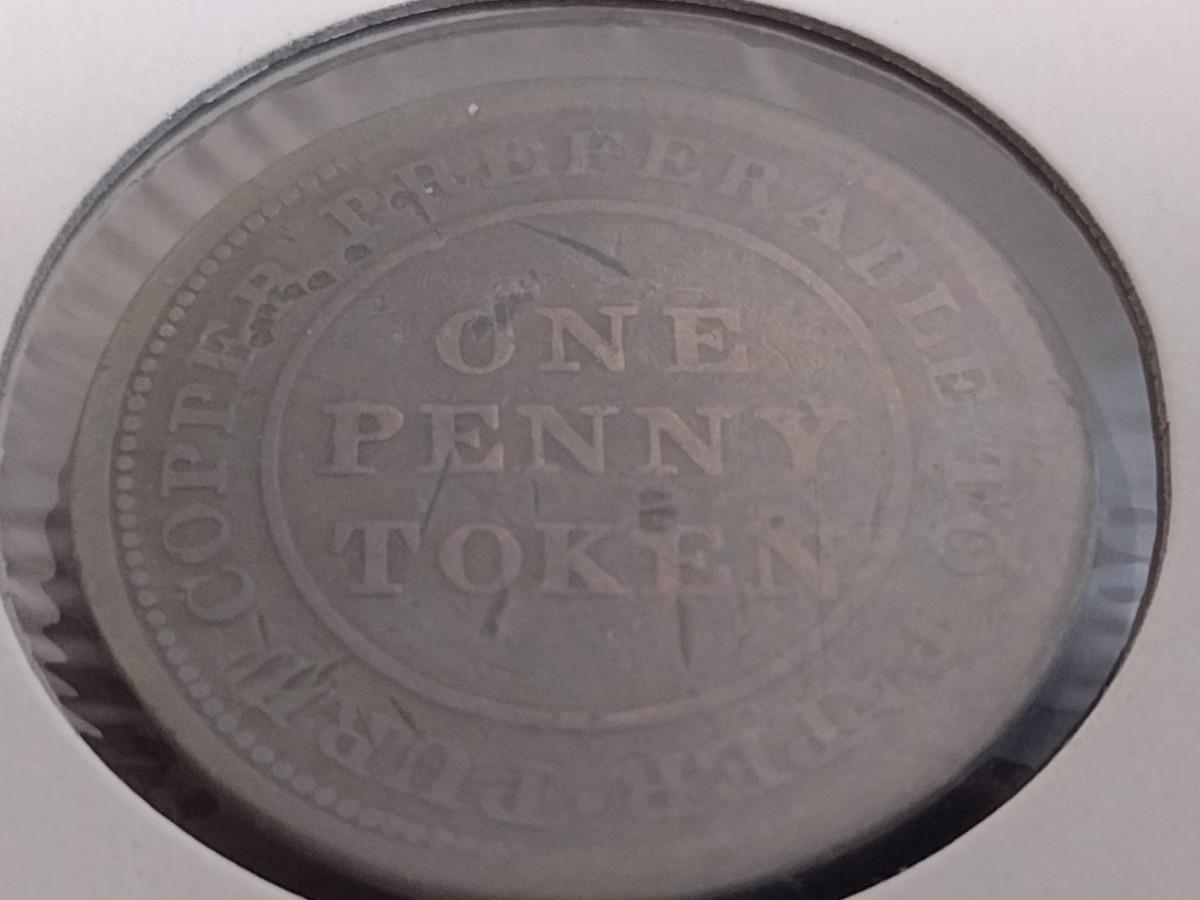 PURE COPPER PREFERABLE TO PAPER ·
ONE
PENNY
TOKEN